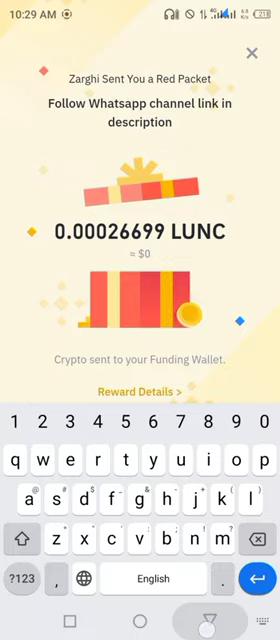 10:29 AM
Zarghi Sent You a Red Packet
Follow Whatsapp channel link in
description
0.00026699 LUNC
≈ $0
Crypto sent to your Funding Wallet.
Reward Details >
1 2 3 4 5 6 7 8 9 0
q w e r t y u i o p
a s d f g h j k l
z x c v b n m
?123 , English .